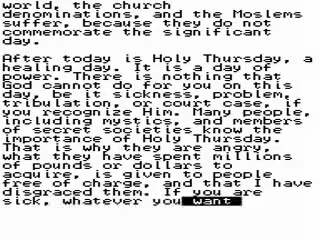 world, the church
denominations, and the Moslems
suffer, because they do not
commemorate the significant
day.
After today is Holy Thursday, a
healing day. It is a day of
power. There is nothing that
God cannot do for you on this
day, be it sickness, problem,
tribulation, or court case, if
you recognize Him. Many people,
including mystics, and members
of secret societies know the
importance of Holy Thursday.
That is why they are angry,
what they have spent millions
of pounds or dollars to
acquire, is given to people
free of charge, and that I have
disgraced them. If you are
sick, whatever you want